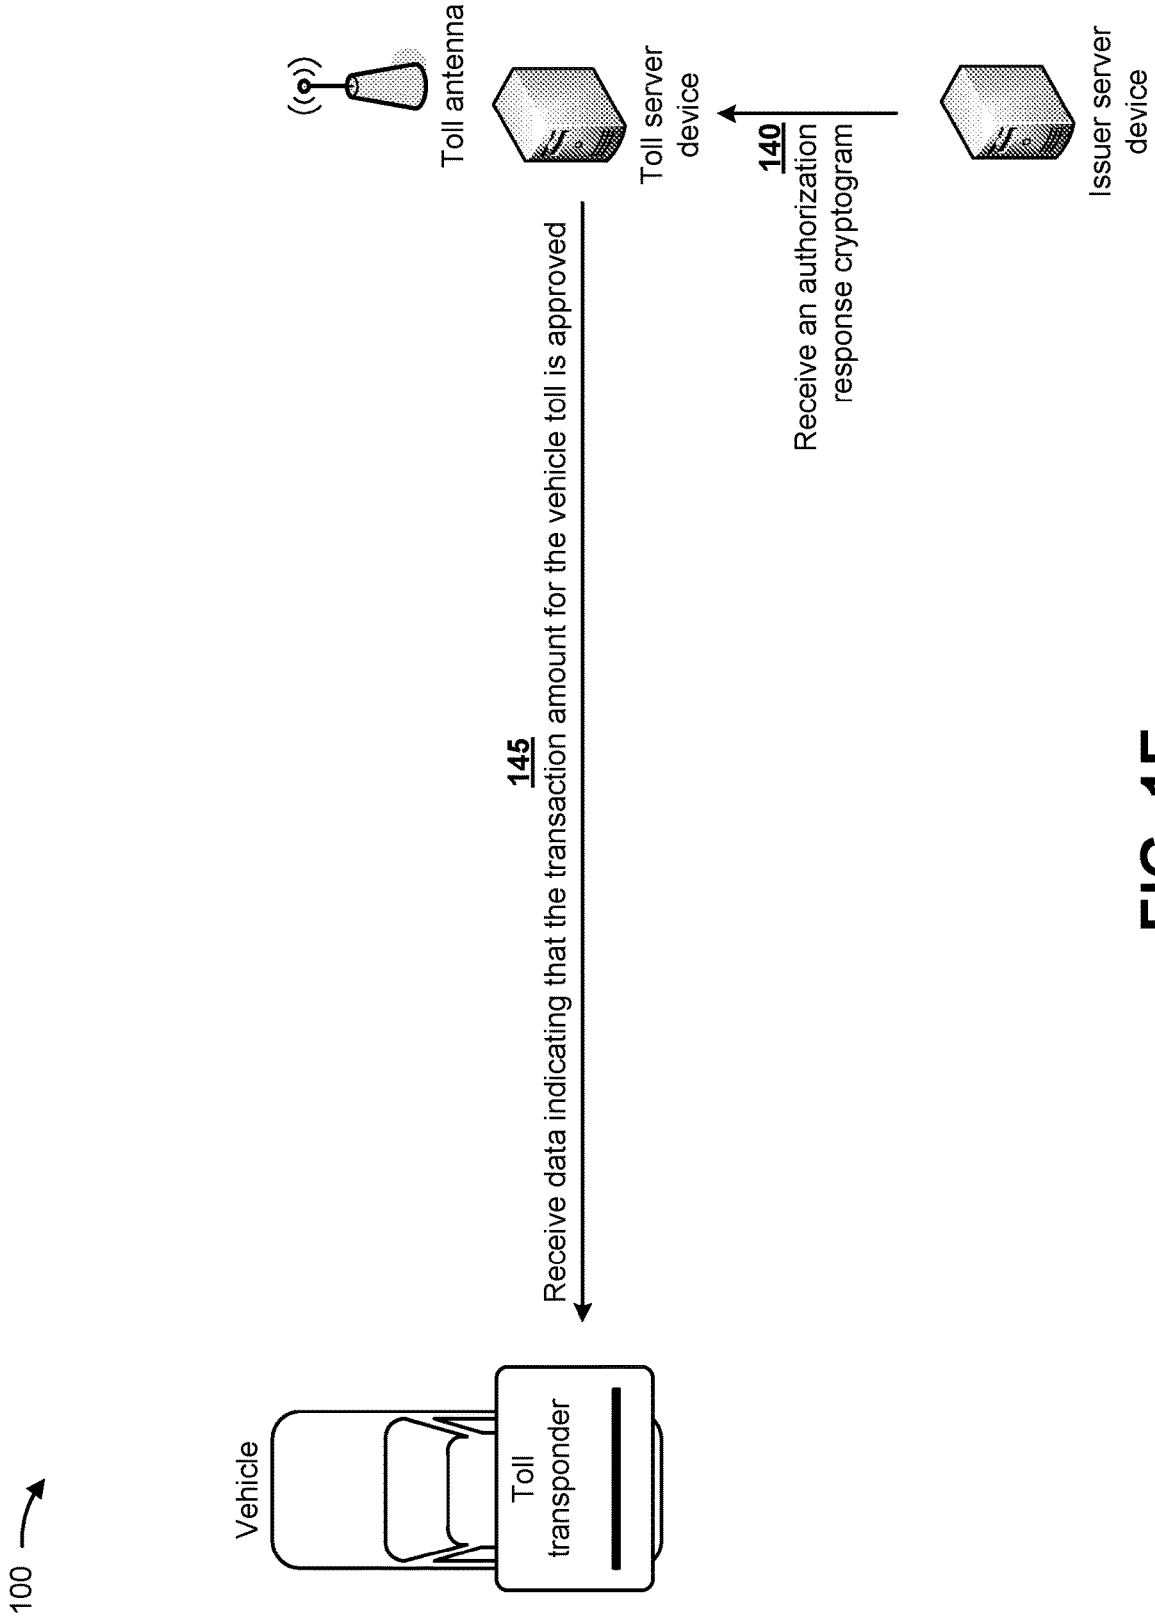 100
Vehicle
Toll antenna
Toll
transponder
145
Receive data indicating that the transaction amount for the vehicle toll is approved
Toll server
device
140
Receive an authorization
response cryptogram
Issuer server
device
FIG.